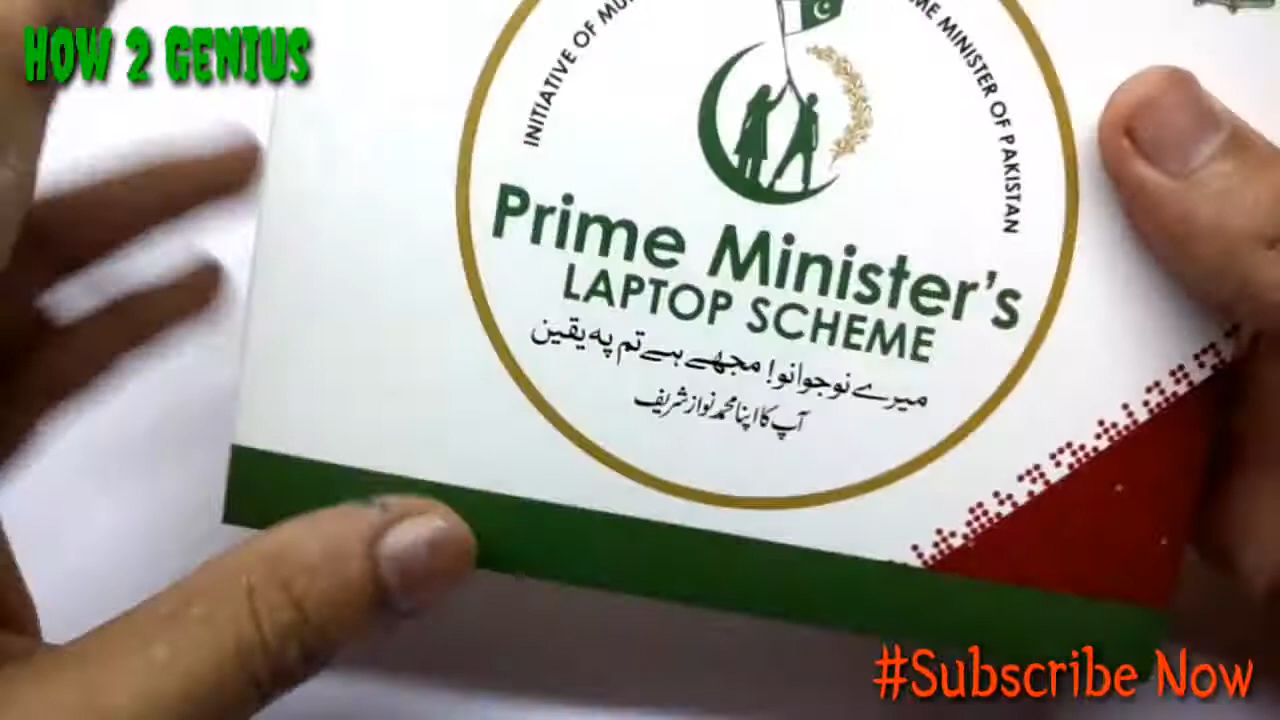 HOW 2 GENIUS
INITIATIVE OF
MINISTER OF PAKISTAN
Prime Minister's
LAPTOP SCHEME
میرے نوجوانو! مجھے ہے تم پہ یقین
آپ کا اپنا محمد نواز شریف
#Subscribe Now